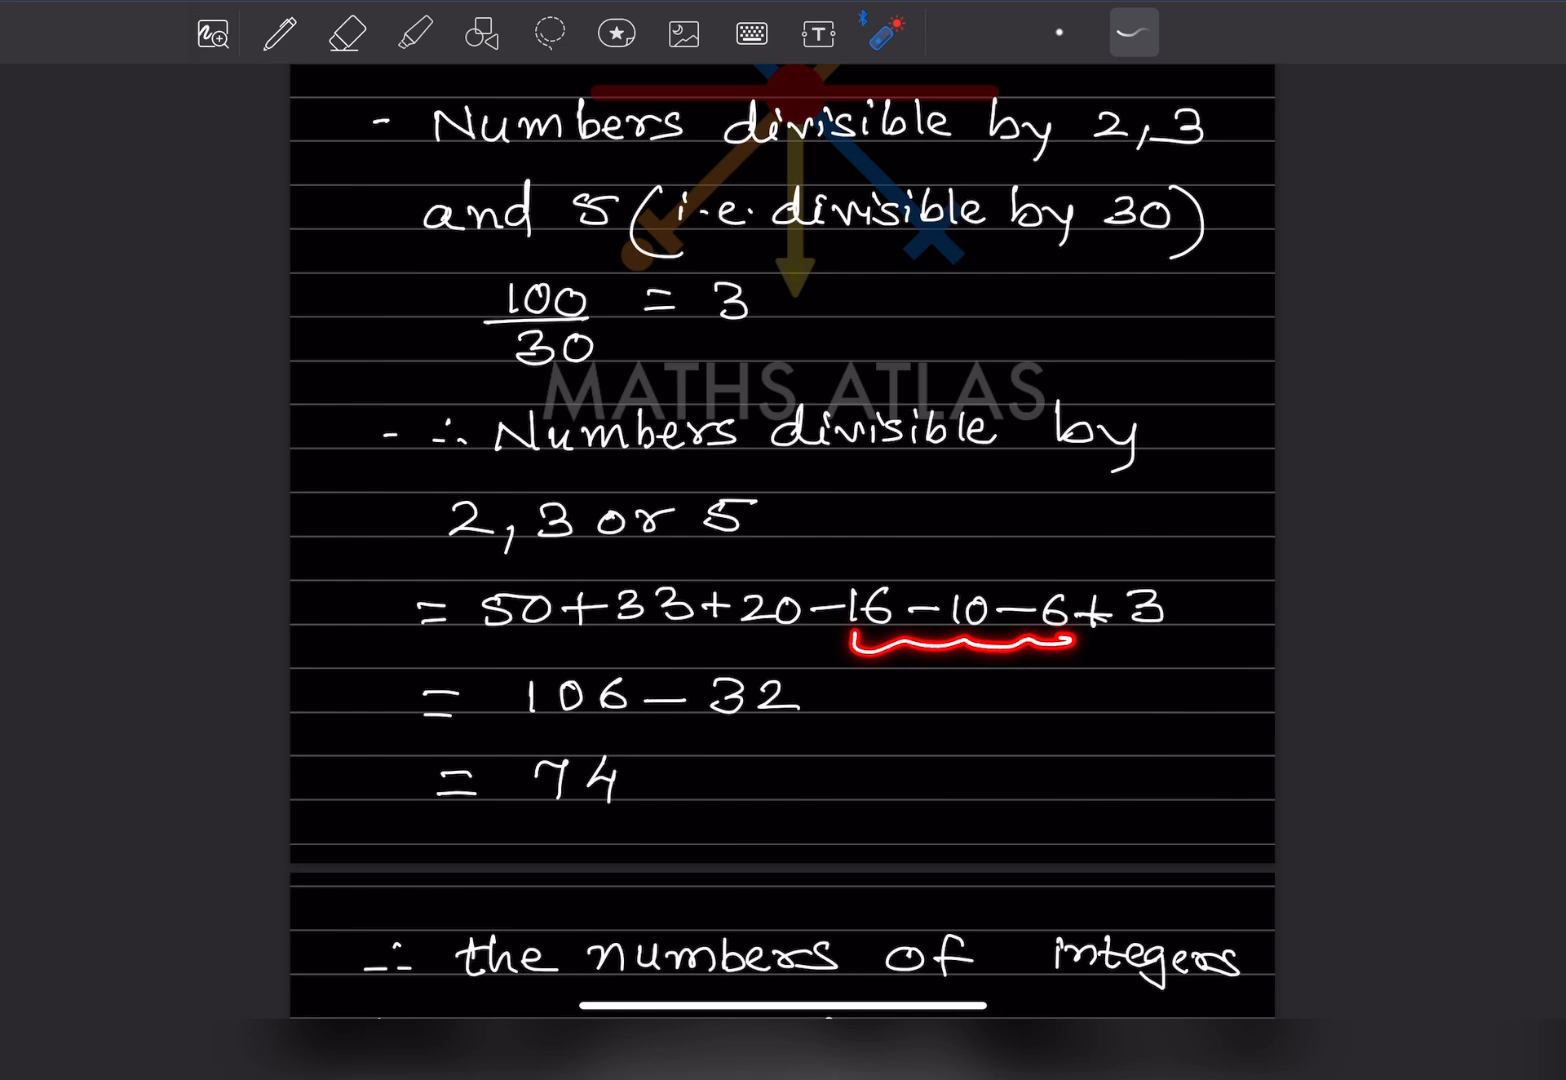 - Numbers divisible by 2,3
and 5 (i.e. divisible by 30)
100/30 = 3
MATHS ATLAS
- ∴ Numbers divisible by
2, 3 or 5
= 50+33+20-16-10-6+3
= 106-32
= 74
∴ the numbers of integers